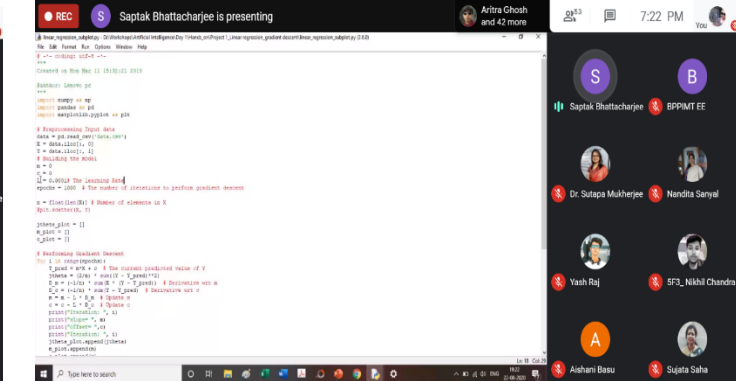 REC
S
Saptak Bhattacharjee is presenting
Aritra Ghosh
and 42 more
53
7:22 PM
You
File Edit Format Run Options Window Help
# -*- coding: utf-8 -*-
"""
Created on Mon Mar 11 19:32:21 2019
@author: Lenovo pc
"""
import numpy as np
import pandas as pd
import matplotlib.pyplot as plt
# Preprocessing Input data
data = pd.read_csv('data.csv')
X = data.iloc[:, 0]
Y = data.iloc[:, 1]
# Building the model
m = 0
c = 0
L = 0.0001# The Learning Rate
epochs = 1000 # The number of iterations to perform gradient descent
n = float(len(X)) # Number of elements in X
#plt.scatter(X, Y)
jtheta_plot = []
m_plot = []
c_plot = []
# Performing Gradient Descent
for i in range(epochs):
Y_pred = m*X + c # The current predicted value of Y
jtheta = (2/n) * sum((Y - Y_pred)**2)
D_m = (-1/n) * sum(X * (Y - Y_pred)) # Derivative wrt m
D_c = (-1/n) * sum(Y - Y_pred) # Derivative wrt c
m = m - L * D_m # Update m
c = c - L * D_c # Update c
print("Iteration: ", i)
print("slope= ", m)
print("offset= ",c)
print("Iteration: ", i)
jtheta_plot.append(jtheta)
m_plot.append(m)
Type here to search
ENG
22-06-2020
S
Saptak Bhattacharjee
B
BPPIMT EE
Dr. Sutapa Mukherjee
Nandita Sanyal
Yash Raj
5F3_ Nikhil Chandra
A
Aishani Basu
Sujata Saha